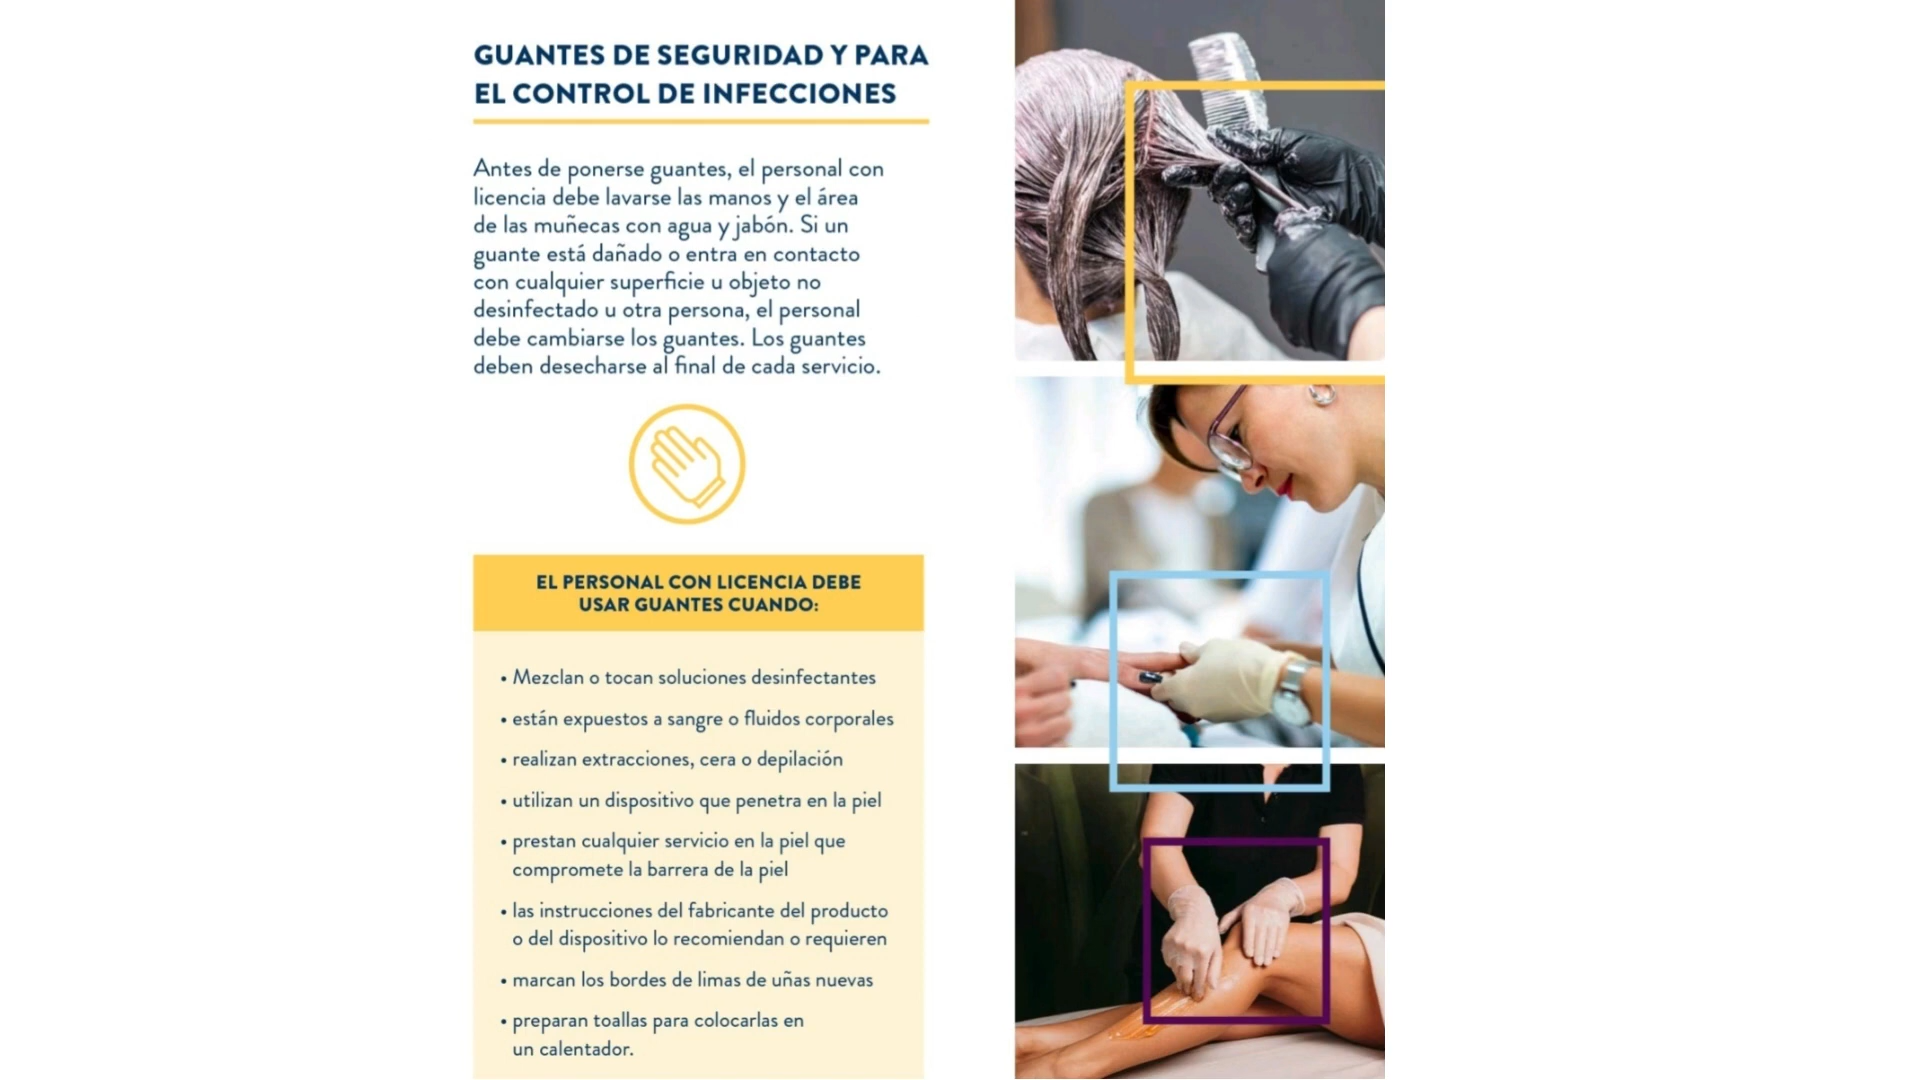 GUANTES DE SEGURIDAD Y PARA
EL CONTROL DE INFECCIONES
Antes de ponerse guantes, el personal con
licencia debe lavarse las manos y el área
de las muñecas con agua y jabón. Si un
guante está dañado o entra en contacto
con cualquier superficie u objeto no
desinfectado u otra persona, el personal
debe cambiarse los guantes. Los guantes
deben desecharse al final de cada servicio.
EL PERSONAL CON LICENCIA DEBE
USAR GUANTES CUANDO:
• Mezclan o tocan soluciones desinfectantes
• están expuestos a sangre o fluidos corporales
• realizan extracciones, cera o depilación
• utilizan un dispositivo que penetra en la piel
• prestan cualquier servicio en la piel que
compromete la barrera de la piel
• las instrucciones del fabricante del producto
o del dispositivo lo recomiendan o requieren
• marcan los bordes de limas de uñas nuevas
• preparan toallas para colocarlas en
un calentador.